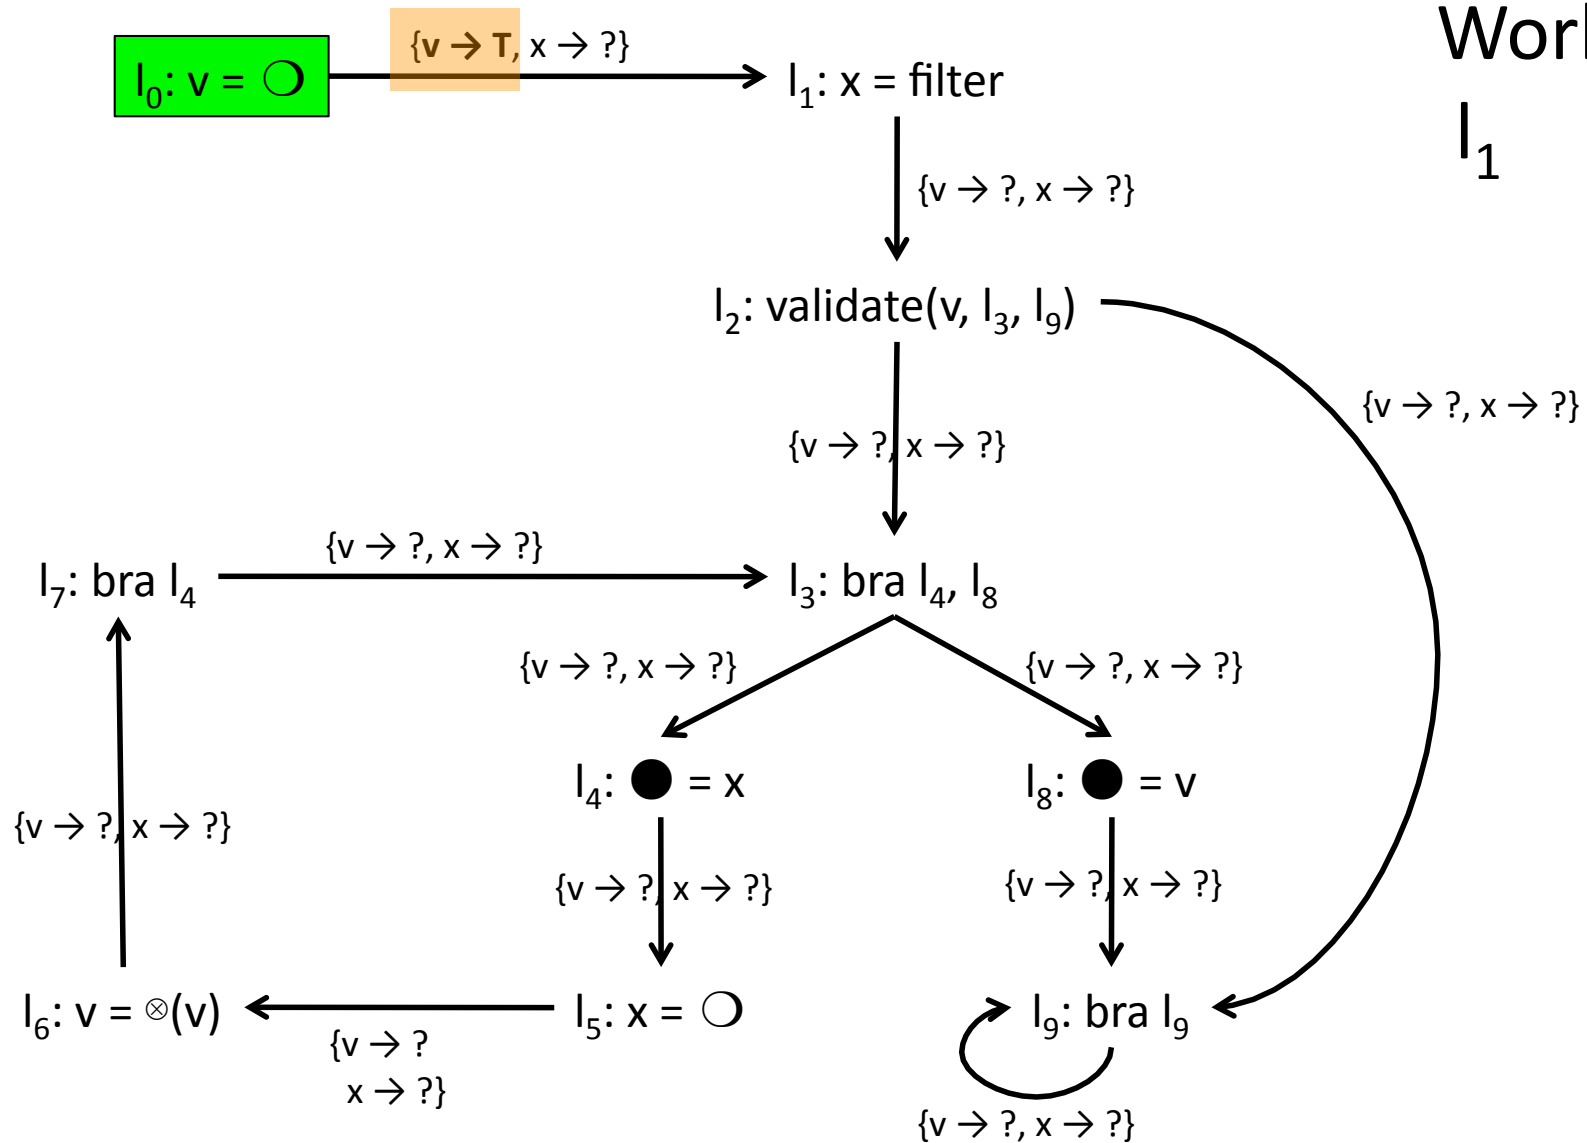 Worl
l₁
{v → T, x → ?}
l₀: v = ❍
l₁: x = filter
{v → ?, x → ?}
l₂: validate(v, l₃, l₉)
{v → ?, x → ?}
{v → ?, x → ?}
{v → ?, x → ?}
l₇: bra l₄
l₃: bra l₄, l₈
{v → ?, x → ?}
{v → ?, x → ?}
l₄: ● = x
l₈: ● = v
{v → ?, x → ?}
{v → ?, x → ?}
{v → ?, x → ?}
l₆: v = ⊗(v)
l₅: x = ❍
l₉: bra l₉
{v → ?
x → ?}
{v → ?, x → ?}